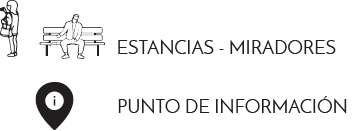 ESTANCIAS - MIRADORES
PUNTO DE INFORMACIÓN